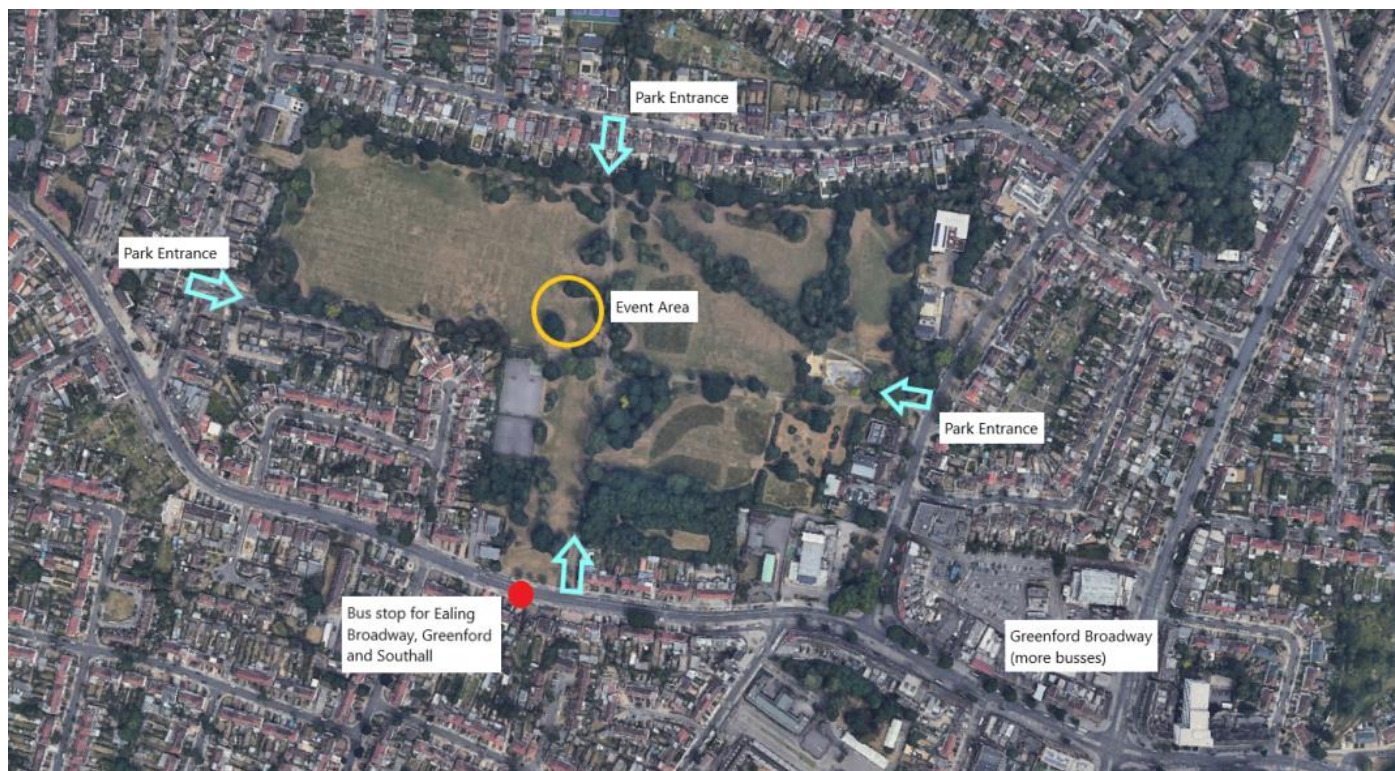 Park Entrance
Park Entrance
Event Area
Park Entrance
Bus stop for Ealing
Broadway, Greenford
and Southall
Greenford Broadway
(more busses)